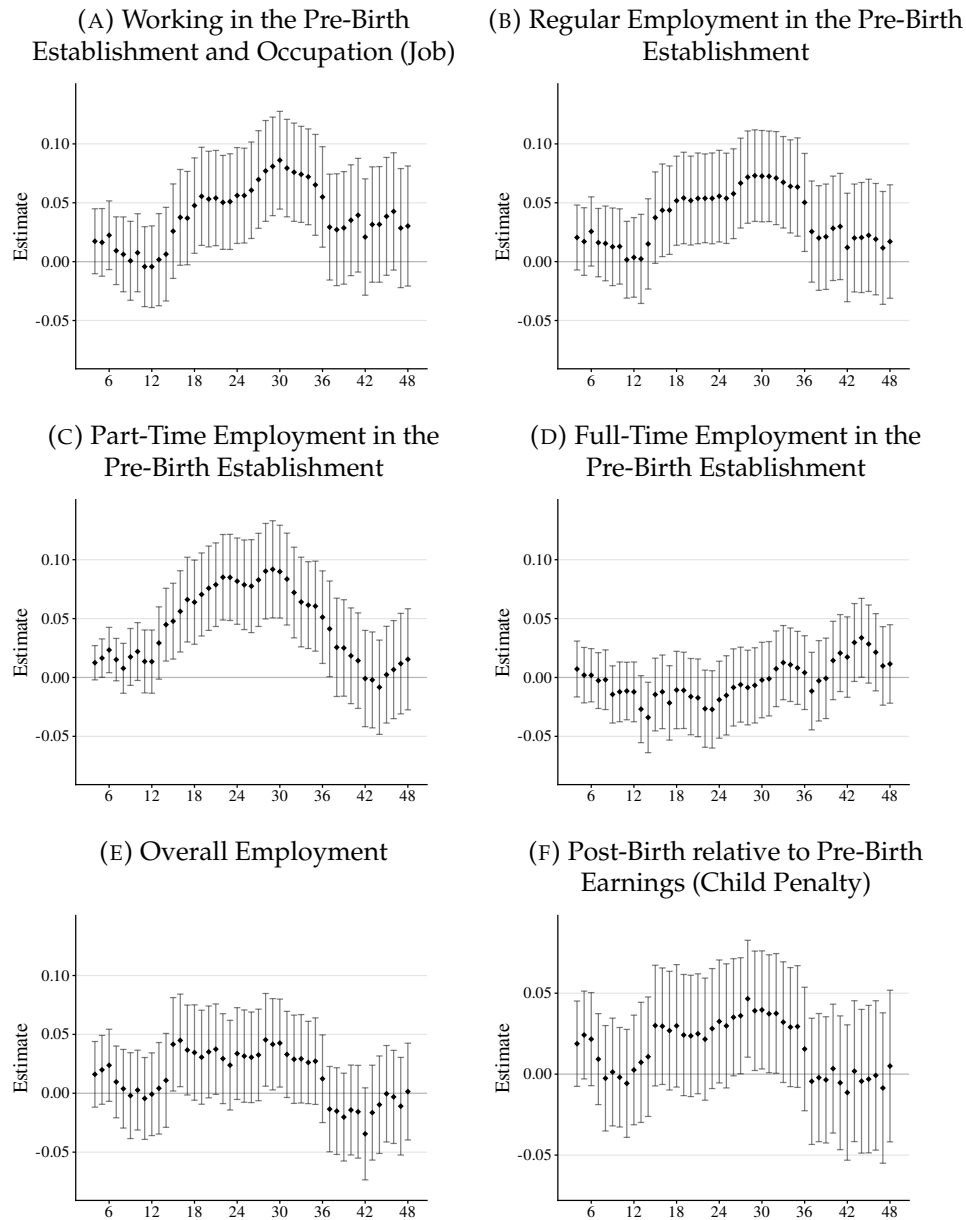 (A) Working in the Pre-Birth
Establishment and Occupation (Job)
0.10
0.05
0.00
-0.05
Estimate
6 12 18 24 30 36 42 48
(B) Regular Employment in the Pre-Birth
Establishment
0.10
0.05
0.00
-0.05
Estimate
6 12 18 24 30 36 42 48
(C) Part-Time Employment in the
Pre-Birth Establishment
0.10
0.05
0.00
-0.05
Estimate
6 12 18 24 30 36 42 48
(D) Full-Time Employment in the
Pre-Birth Establishment
0.10
0.05
0.00
-0.05
Estimate
6 12 18 24 30 36 42 48
(E) Overall Employment
0.10
0.05
0.00
-0.05
Estimate
6 12 18 24 30 36 42 48
(F) Post-Birth relative to Pre-Birth
Earnings (Child Penalty)
0.05
0.00
-0.05
Estimate
6 12 18 24 30 36 42 48